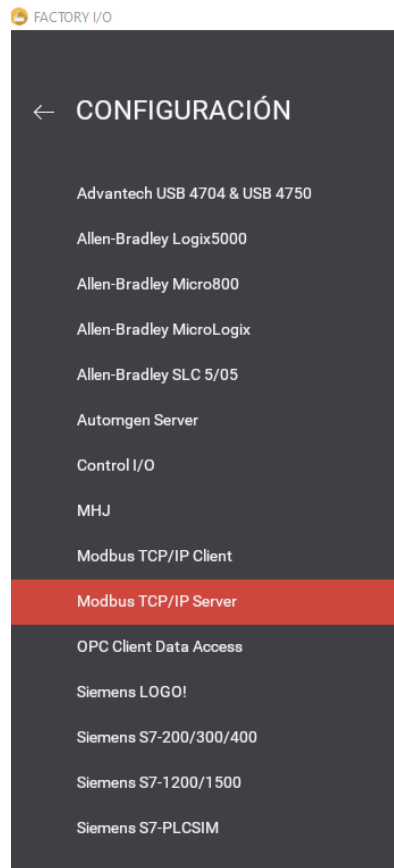 FACTORY I/O
← CONFIGURACIÓN
Advantech USB 4704 & USB 4750
Allen-Bradley Logix5000
Allen-Bradley Micro800
Allen-Bradley MicroLogix
Allen-Bradley SLC 5/05
Automgen Server
Control I/O
MHJ
Modbus TCP/IP Client
Modbus TCP/IP Server
OPC Client Data Access
Siemens LOGO!
Siemens S7-200/300/400
Siemens S7-1200/1500
Siemens S7-PLCSIM